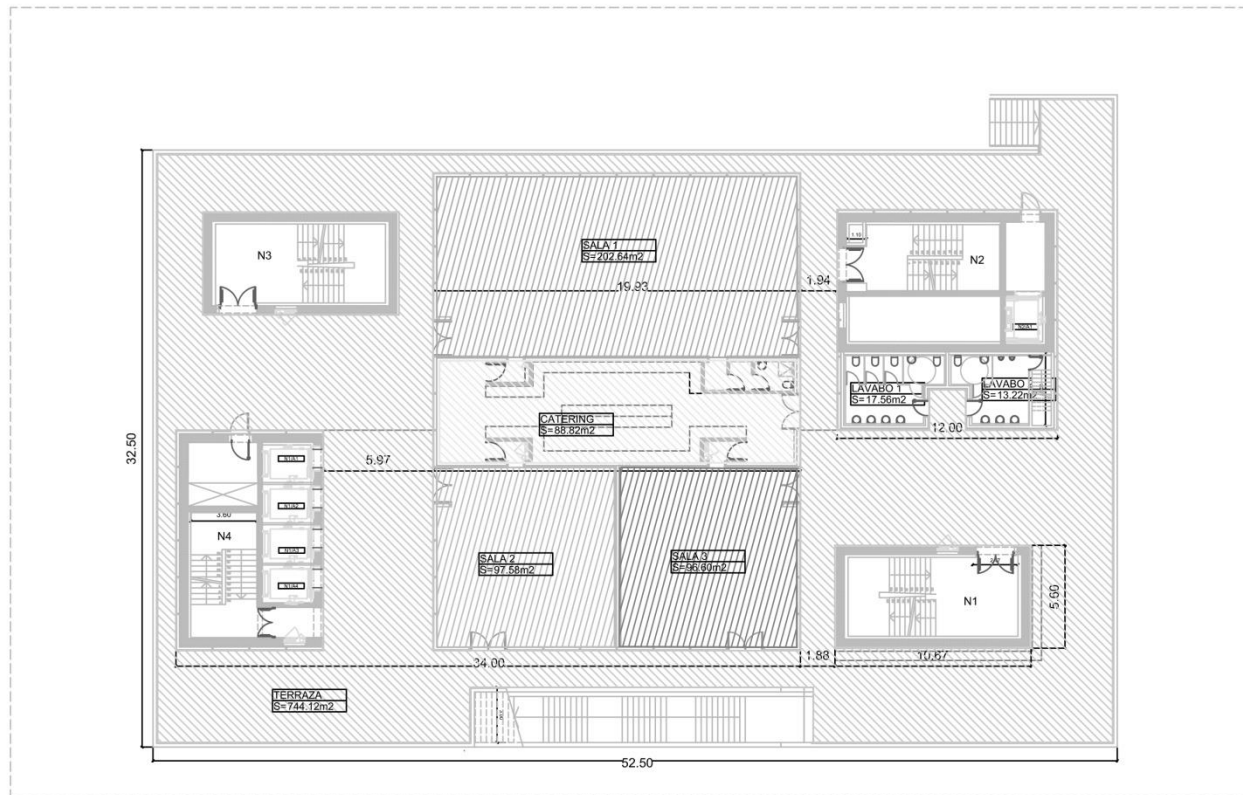 N3
SALA 1
S=202.64m2
19.93
1.94
1.10
N2
32.50
LAVABO 1
S=17.56m2
LAVABO
S=13.22m
12.00
CATERING
S=88.82m2
5.97
3.60
N4
SALA 2
S=97.58m2
SALA 3
S=96.60m2
N1
5.60
34.00
1.88
10.67
TERRAZA
S=744.12m2
52.50